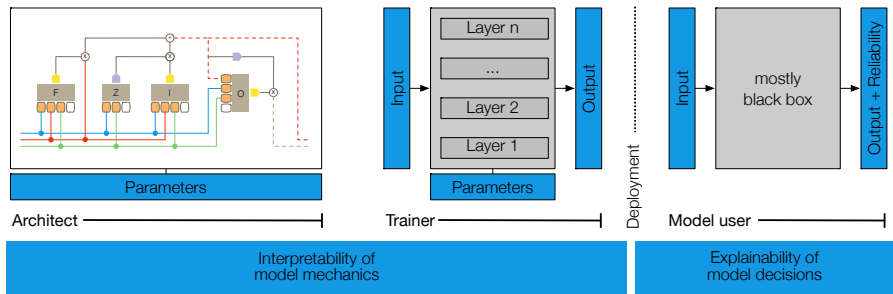 F
Z
I
O
x
x
x
Parameters
Architect
Input
Layer n
...
Layer 2
Layer 1
Output
Parameters
Trainer
Deployment
Input
mostly
black box
Output + Reliability
Model user
Interpretability of
model mechanics
Explainability of
model decisions